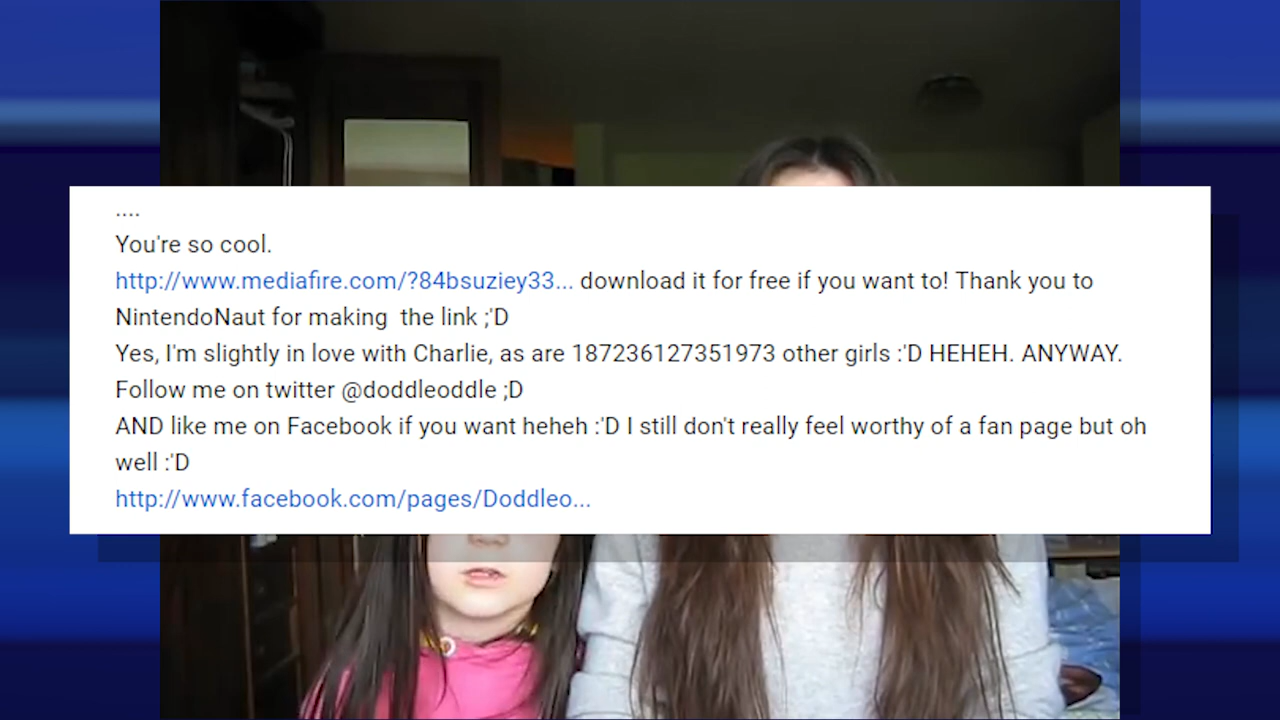 ....
You're so cool.
http://www.mediafire.com/?84bsuziey33... download it for free if you want to! Thank you to
NintendoNaut for making  the link ;'D
Yes, I'm slightly in love with Charlie, as are 187236127351973 other girls :'D HEHEH. ANYWAY.
Follow me on twitter @doddleoddle ;D
AND like me on Facebook if you want heheh :'D I still don't really feel worthy of a fan page but oh
well :'D
http://www.facebook.com/pages/Doddleo...